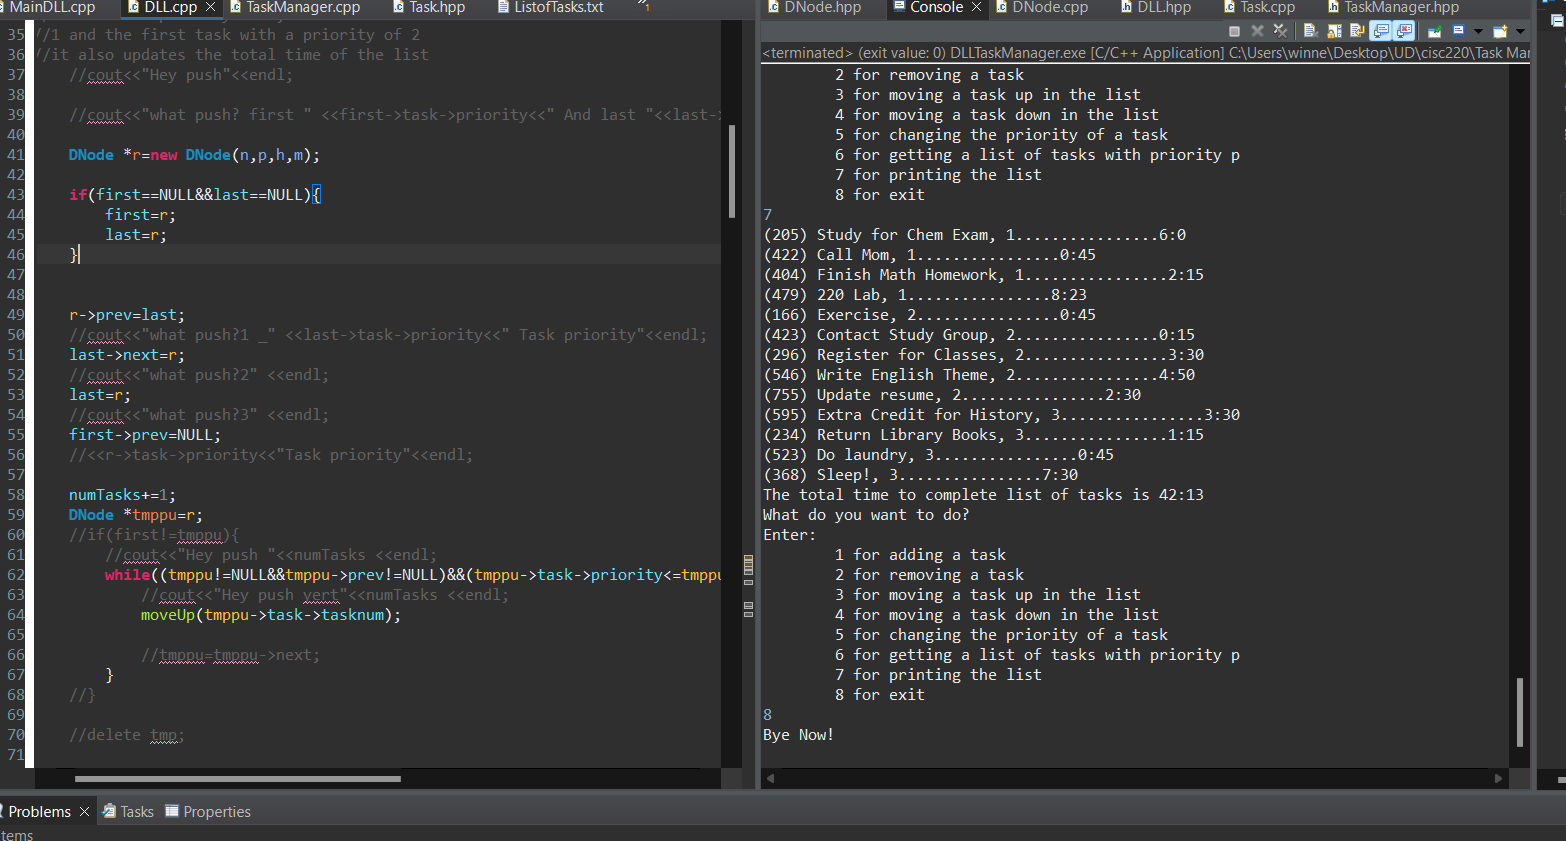 MainDLL.cpp DLL.cpp TaskManager.cpp Task.hpp ListofTasks.txt »1
35 //1 and the first task with a priority of 2
36 //it also updates the total time of the list
37 //cout<<"Hey push"<<endl;
38
39 //cout<<"what push? first " <<first->task->priority<<" And last "<<last-
40
41 DNode *r=new DNode(n,p,h,m);
42
43 if(first==NULL&&last==NULL){
44 first=r;
45 last=r;
46 }
47
48
49 r->prev=last;
50 //cout<<"what push?1 _" <<last->task->priority<<" Task priority"<<endl;
51 last->next=r;
52 //cout<<"what push?2" <<endl;
53 last=r;
54 //cout<<"what push?3" <<endl;
55 first->prev=NULL;
56 //<<r->task->priority<<"Task priority"<<endl;
57
58 numTasks+=1;
59 DNode *tmppu=r;
60 //if(first!=tmppu){
61 //cout<<"Hey push "<<numTasks <<endl;
62 while((tmppu!=NULL&&tmppu->prev!=NULL)&&(tmppu->task->priority<=tmppu
63 //cout<<"Hey push vert"<<numTasks <<endl;
64 moveUp(tmppu->task->tasknum);
65
66 //tmppu=tmppu->next;
67 }
68 //}
69
70 //delete tmp;
71
DNode.hpp Console DNode.cpp DLL.hpp Task.cpp TaskManager.hpp
<terminated> (exit value: 0) DLLTaskManager.exe [C/C++ Application] C:\Users\winne\Desktop\UD\cisc220\Task Mar
2 for removing a task
3 for moving a task up in the list
4 for moving a task down in the list
5 for changing the priority of a task
6 for getting a list of tasks with priority p
7 for printing the list
8 for exit
7
(205) Study for Chem Exam, 1................6:0
(422) Call Mom, 1................0:45
(404) Finish Math Homework, 1................2:15
(479) 220 Lab, 1................8:23
(166) Exercise, 2................0:45
(423) Contact Study Group, 2................0:15
(296) Register for Classes, 2................3:30
(546) Write English Theme, 2................4:50
(755) Update resume, 2................2:30
(595) Extra Credit for History, 3................3:30
(234) Return Library Books, 3................1:15
(523) Do laundry, 3................0:45
(368) Sleep!, 3................7:30
The total time to complete list of tasks is 42:13
What do you want to do?
Enter:
1 for adding a task
2 for removing a task
3 for moving a task up in the list
4 for moving a task down in the list
5 for changing the priority of a task
6 for getting a list of tasks with priority p
7 for printing the list
8 for exit
8
Bye Now!
Problems Tasks Properties
tems